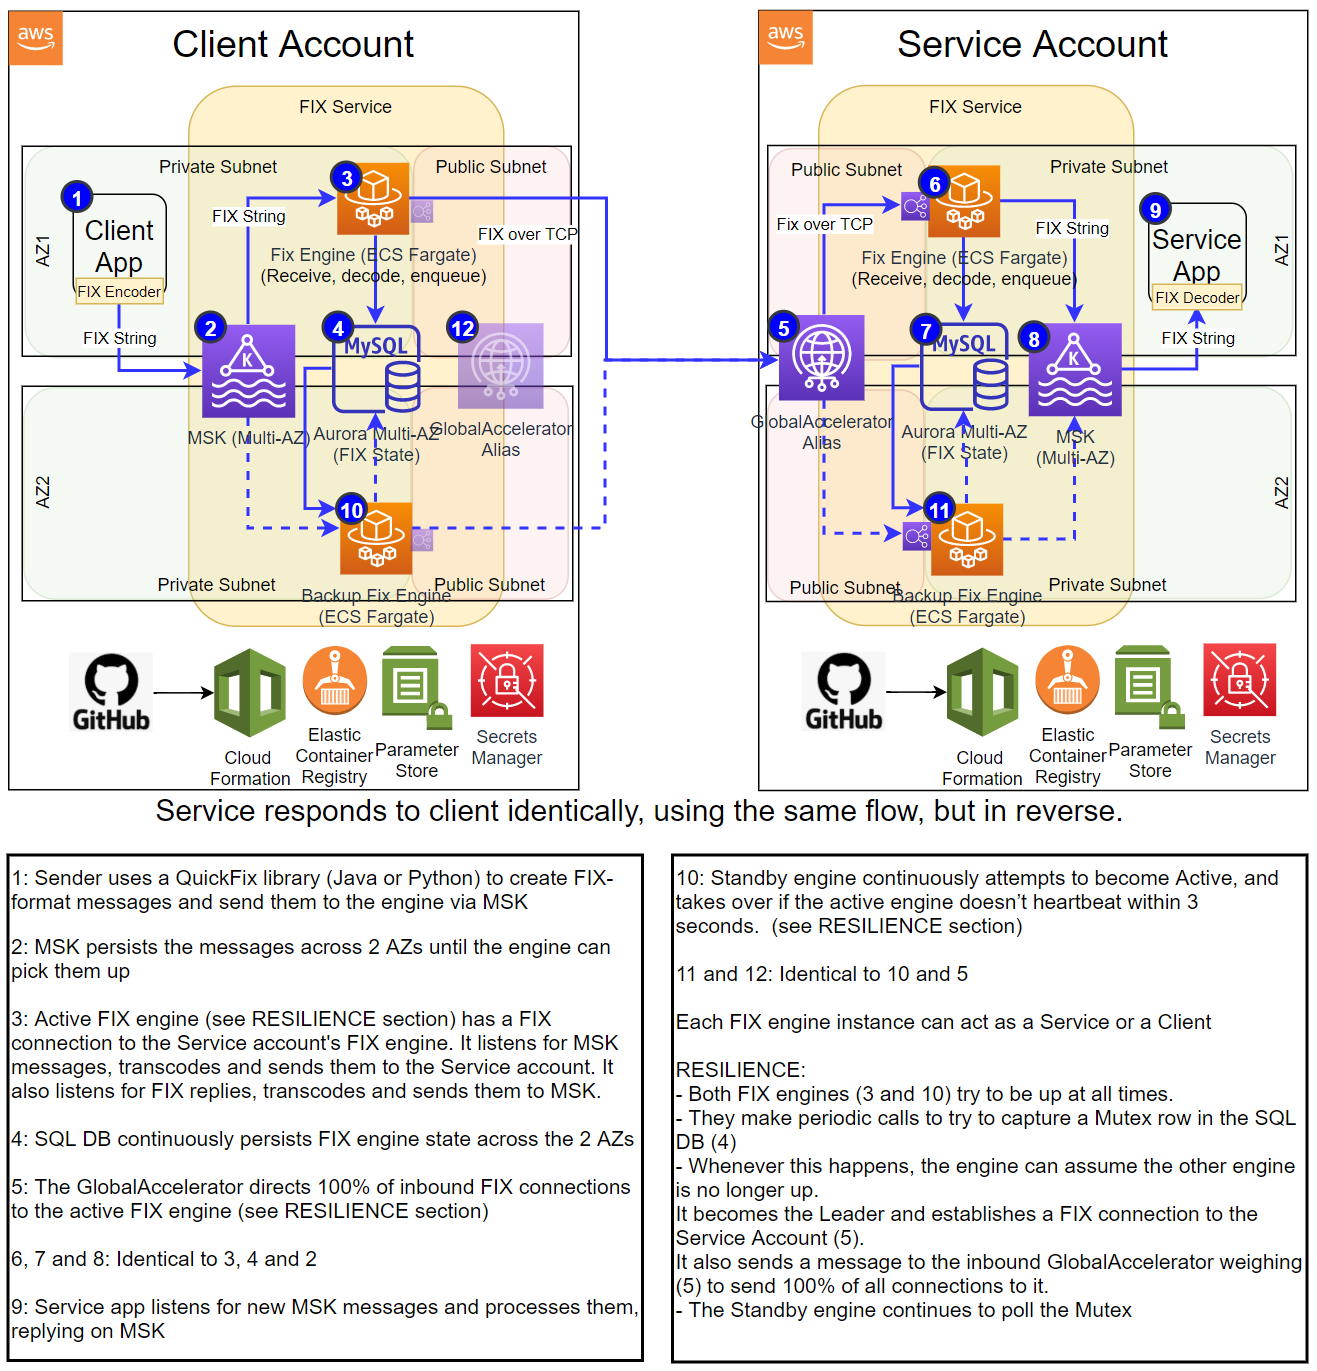 aws
Client Account
FIX Service
Private Subnet
Public Subnet
1
3
Client
App
FIX Encoder
FIX String
FIX String
FIX over TCP
AZ1
Fix Engine (ECS Fargate)
(Receive, decode, enqueue)
2
4
12
K
MySQL
MSK (Multi-AZ)
Aurora Multi-AZ
(FIX State)
GlobalAccelerator
Alias
AZ2
10
Private Subnet
Public Subnet
Backup Fix Engine
(ECS Fargate)
GitHub
Cloud
Formation
Elastic
Container
Registry
Parameter
Store
Secrets
Manager
aws
Service Account
FIX Service
Public Subnet
Private Subnet
6
9
Fix over TCP
FIX String
Service
App
FIX Decoder
FIX String
AZ1
Fix Engine (ECS Fargate)
(Receive, decode, enqueue)
5
7
8
MySQL
K
GlobalAccelerator
Alias
Aurora Multi-AZ
(FIX State)
MSK
(Multi-AZ)
AZ2
11
Public Subnet
Private Subnet
Backup Fix Engine
(ECS Fargate)
GitHub
Cloud
Formation
Elastic
Container
Registry
Parameter
Store
Secrets
Manager
Service responds to client identically, using the same flow, but in reverse.
1: Sender uses a QuickFix library (Java or Python) to create FIX-
format messages and send them to the engine via MSK
2: MSK persists the messages across 2 AZs until the engine can
pick them up
3: Active FIX engine (see RESILIENCE section) has a FIX
connection to the Service account's FIX engine. It listens for MSK
messages, transcodes and sends them to the Service account. It
also listens for FIX replies, transcodes and sends them to MSK.
4: SQL DB continuously persists FIX engine state across the 2 AZs
5: The GlobalAccelerator directs 100% of inbound FIX connections
to the active FIX engine (see RESILIENCE section)
6, 7 and 8: Identical to 3, 4 and 2
9: Service app listens for new MSK messages and processes them,
replying on MSK
10: Standby engine continuously attempts to become Active, and
takes over if the active engine doesn’t heartbeat within 3
seconds.  (see RESILIENCE section)
11 and 12: Identical to 10 and 5
Each FIX engine instance can act as a Service or a Client
RESILIENCE:
- Both FIX engines (3 and 10) try to be up at all times.
- They make periodic calls to try to capture a Mutex row in the SQL
DB (4)
- Whenever this happens, the engine can assume the other engine
is no longer up.
It becomes the Leader and establishes a FIX connection to the
Service Account (5).
It also sends a message to the inbound GlobalAccelerator weighing
(5) to send 100% of all connections to it.
- The Standby engine continues to poll the Mutex